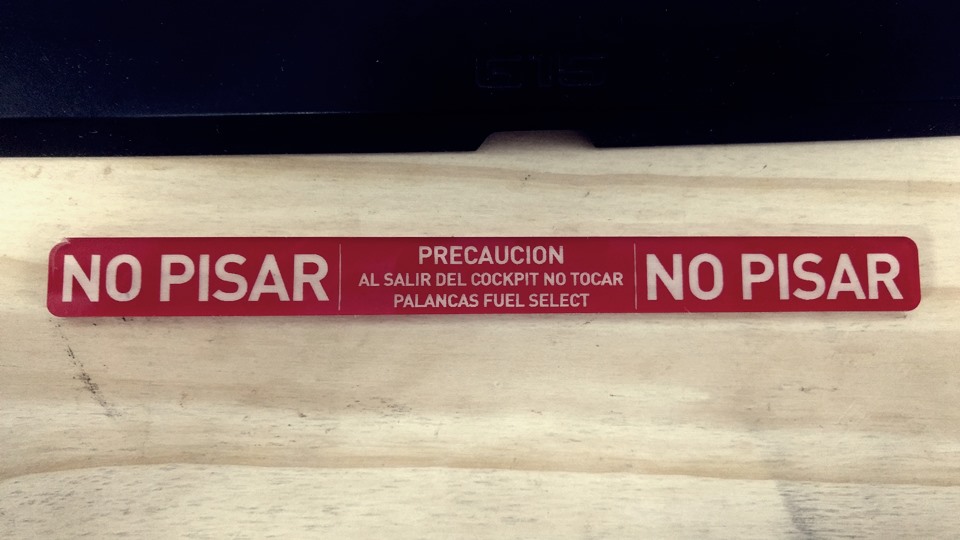 NO PISAR
PRECAUCION
AL SALIR DEL COCKPIT NO TOCAR
PALANCAS FUEL SELECT
NO PISAR